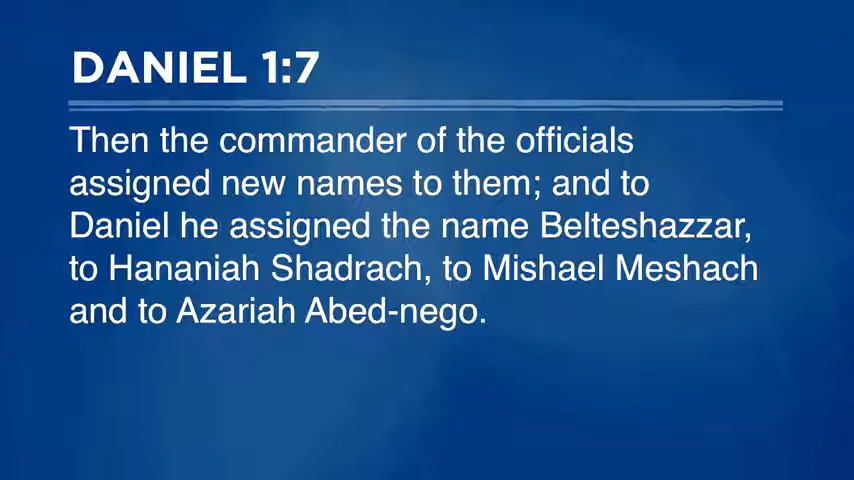 DANIEL 1:7
Then the commander of the officials
assigned new names to them; and to
Daniel he assigned the name Belteshazzar,
to Hananiah Shadrach, to Mishael Meshach
and to Azariah Abed-nego.